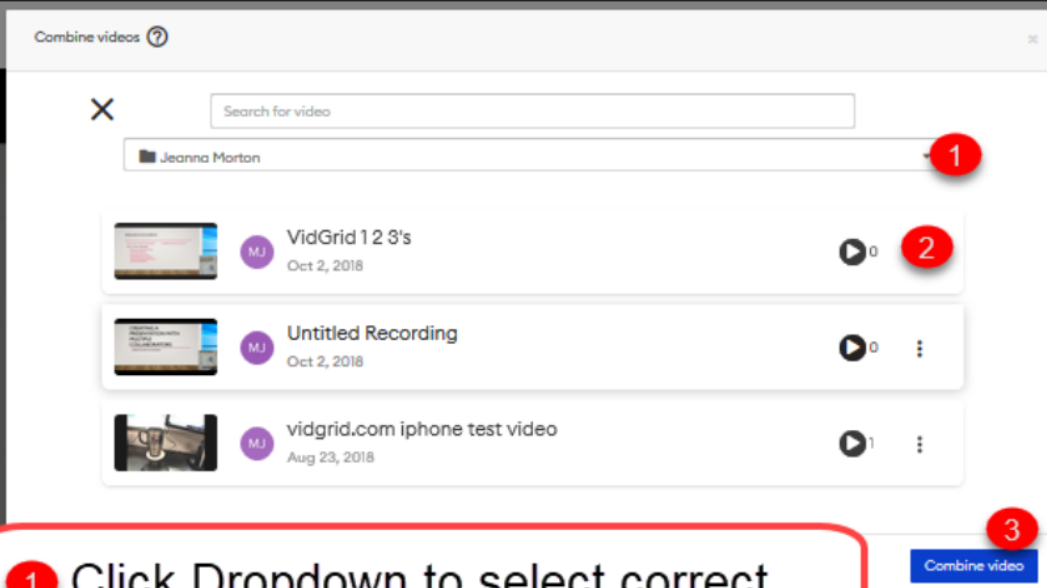 Combine videos ?
Search for video
Jeanna Morton
1
MJ
VidGrid 1 2 3's
Oct 2, 2018
0
2
MJ
Untitled Recording
Oct 2, 2018
0
MJ
vidgrid.com iphone test video
Aug 23, 2018
1
3
Combine video
1 Click Dropdown to select correct